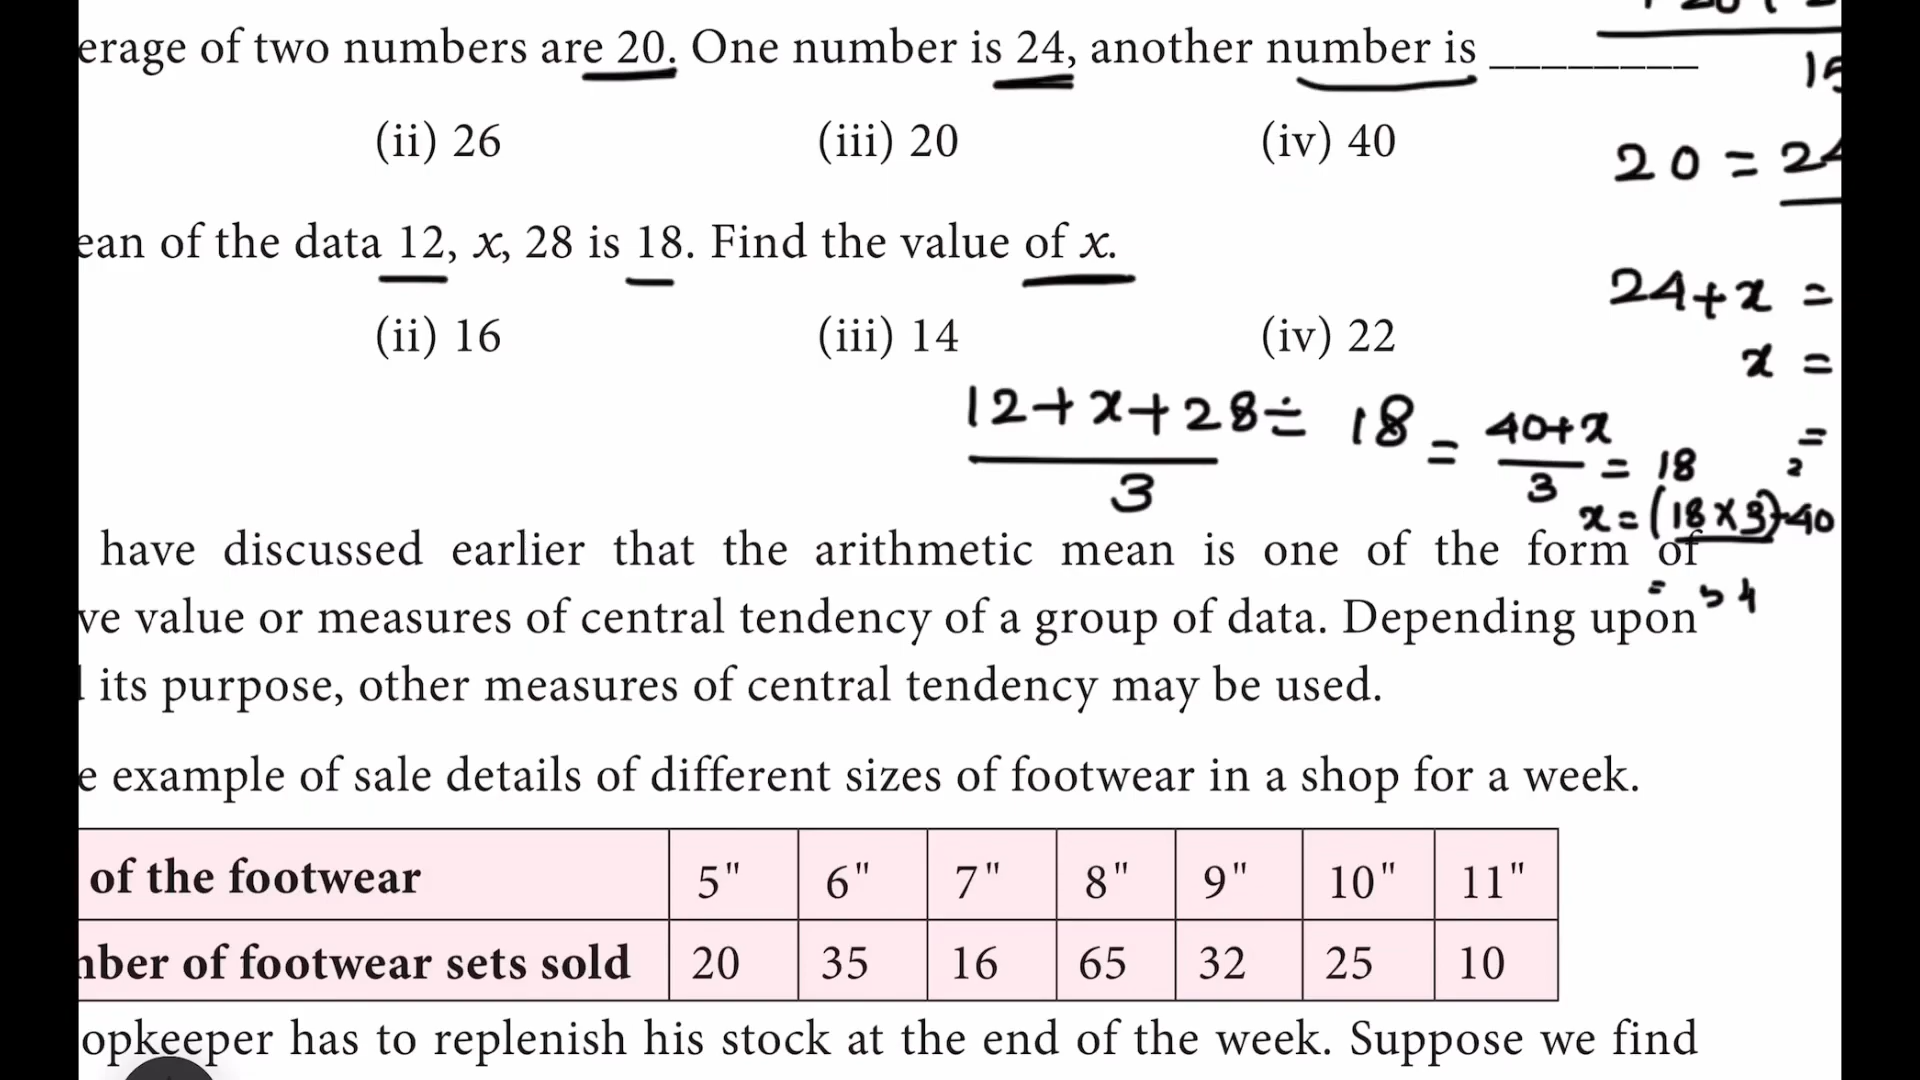 erage of two numbers are 20. One number is 24, another number is ________
15
(ii) 26 (iii) 20 (iv) 40
20 = 24
ean of the data 12, x, 28 is 18. Find the value of x.
24+x =
(ii) 16 (iii) 14 (iv) 22
x =
12+x+28 ÷ 18 = 40+x = 18
3 3
=
2
x = (18×3)-40
have discussed earlier that the arithmetic mean is one of the form of
= 54
ve value or measures of central tendency of a group of data. Depending upon
its purpose, other measures of central tendency may be used.
e example of sale details of different sizes of footwear in a shop for a week.
of the footwear 5" 6" 7" 8" 9" 10" 11"
nber of footwear sets sold 20 35 16 65 32 25 10
opkeeper has to replenish his stock at the end of the week. Suppose we find